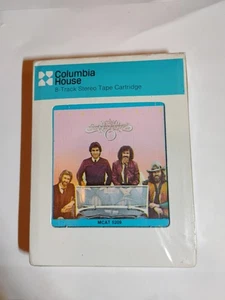 Columbia
House
8-Track Stereo Tape Cartridge